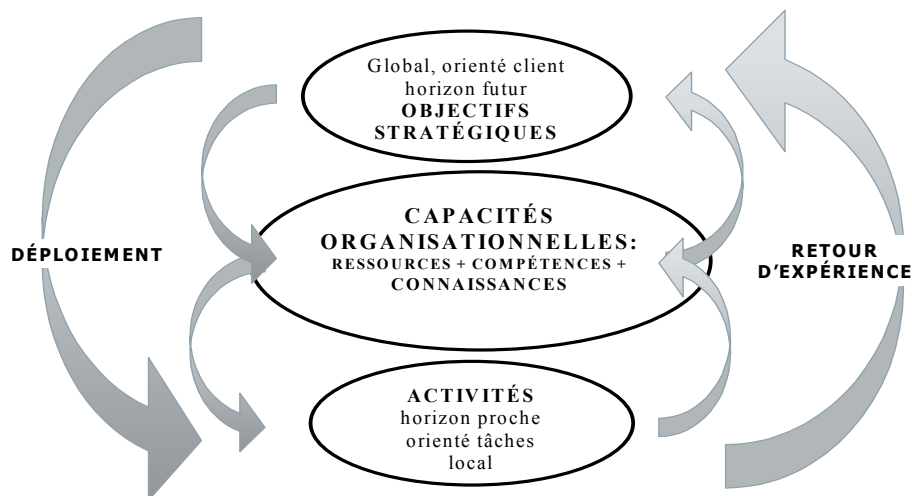 Global, orienté client
horizon futur
OBJECTIFS
STRATÉGIQUES
CAPACITÉS
ORGANISATIONNELLES:
RESSOURCES + COMPÉTENCES +
CONNAISSANCES
DÉPLOIEMENT
RETOUR
D'EXPÉRIENCE
ACTIVITÉS
horizon proche
orienté tâches
local